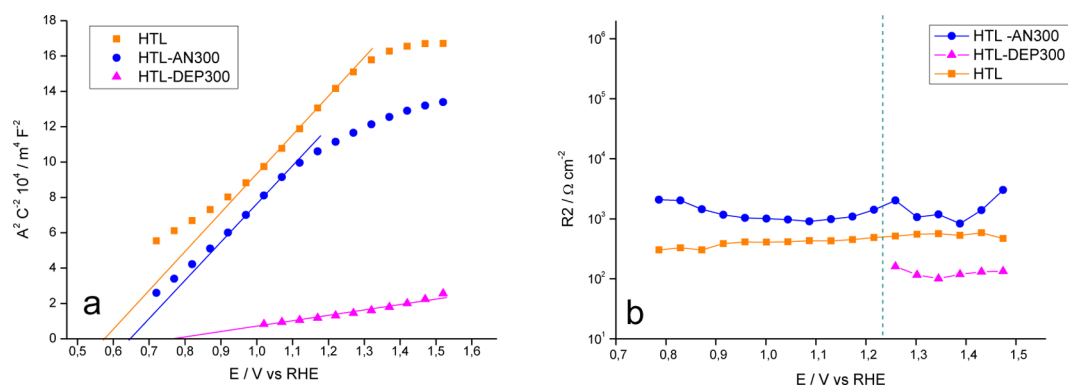 HTL
HTL-AN300
HTL-DEP300
A² C⁻² 10⁴ / m⁴ F⁻²
18
16
14
12
10
8
6
4
2
0
a
0,5 0,6 0,7 0,8 0,9 1,0 1,1 1,2 1,3 1,4 1,5 1,6
E / V vs RHE
HTL -AN300
HTL-DEP300
HTL
R2 / Ω cm⁻²
10⁶
10⁵
10⁴
10³
10²
10¹
b
0,7 0,8 0,9 1,0 1,1 1,2 1,3 1,4 1,5
E / V vs RHE